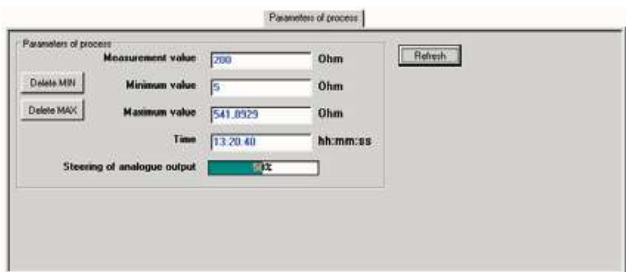 Parameters of process
Parameters of process
Measurement value 200 Ohm Refresh
Delete MIN Minimum value 5 Ohm
Delete MAX Maximum value 541.8929 Ohm
Time 13:20:40 hh:mm:ss
Steering of analogue output